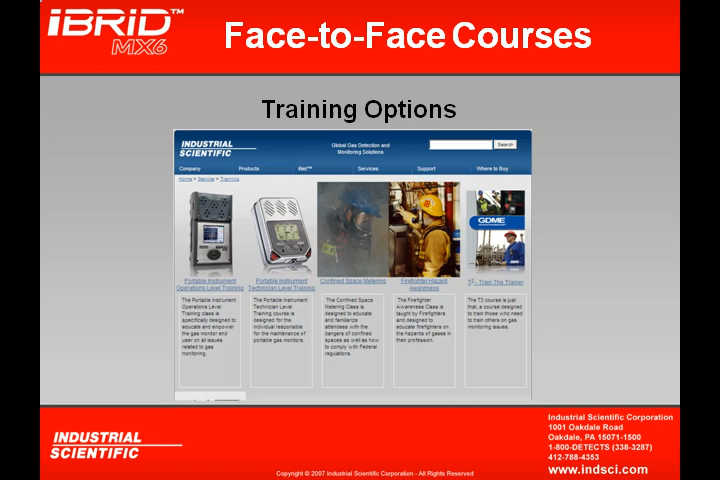 iBRiD™
MX6
Face-to-Face Courses
Training Options
INDUSTRIAL
SCIENTIFIC
Global Gas Detection and
Monitoring Solutions
Search
Company Products iNet™ Services Support Where to Buy
Home > Service > Training
GDME
Portable Instrument
Operations Level Training
Portable Instrument
Technician Level Training
Confined Space Metering
Firefighter Hazard
Awareness
T3 - Train The Trainer
The Portable Instrument
Operations Level
Training class is
specifically designed to
educate and empower
the gas monitor end
user on all issues
related to gas
monitoring.
The Portable Instrument
Technician Level
Training course is
designed for the
individual responsible
for the maintenance of
portable gas monitors.
The Confined Space
Metering Class is
designed to educate
and familiarize
attendees with the
dangers of confined
spaces as well as how
to comply with Federal
regulations.
The Firefighter
Awareness Class is
taught by Firefighters
and designed to
educate firefighters on
the hazards of gases in
their profession.
The T3 course is just
that, a course designed
to train those who need
to train others on gas
monitoring issues.
INDUSTRIAL
SCIENTIFIC
Copyright © 2007 Industrial Scientific Corporation - All Rights Reserved
Industrial Scientific Corporation
1001 Oakdale Road
Oakdale, PA 15071-1500
1-800-DETECTS (338-3287)
412-788-4353
www.indsci.com